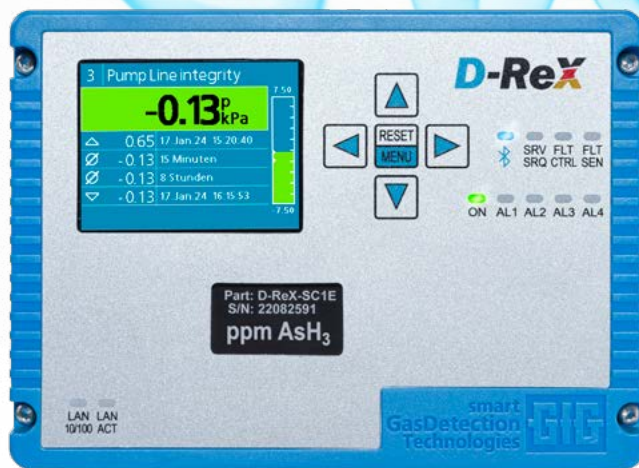 3 Pump Line integrity
7.50
-0.13 P kPa
0.65 17 Jan 24 15:20:40
-0.13 15 Minuten
-0.13 8 Stunden
-0.13 17 Jan 24 16:15:53
-7.50
RESET
MENU
D-ReX
SRV SRQ
FLT CTRL
FLT SEN
ON AL1 AL2 AL3 AL4
Part: D-ReX-SC1E
S/N: 22082591
ppm AsH₃
LAN 10/100
LAN ACT
smart
GasDetection
Technologies
GfG